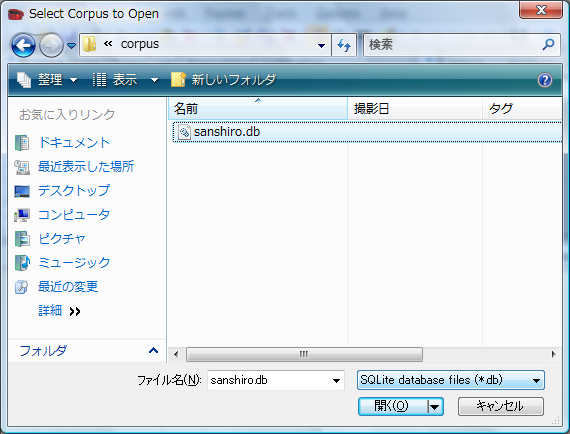 Select Corpus to Open
« corpus
検索
整理
表示
新しいフォルダ
お気に入りリンク
ドキュメント
最近表示した場所
デスクトップ
コンピュータ
ピクチャ
ミュージック
最近の変更
詳細 »
フォルダ
名前 撮影日 タグ
sanshiro.db
ファイル名(N): sanshiro.db
SQLite database files (*.db)
開く(O)
キャンセル